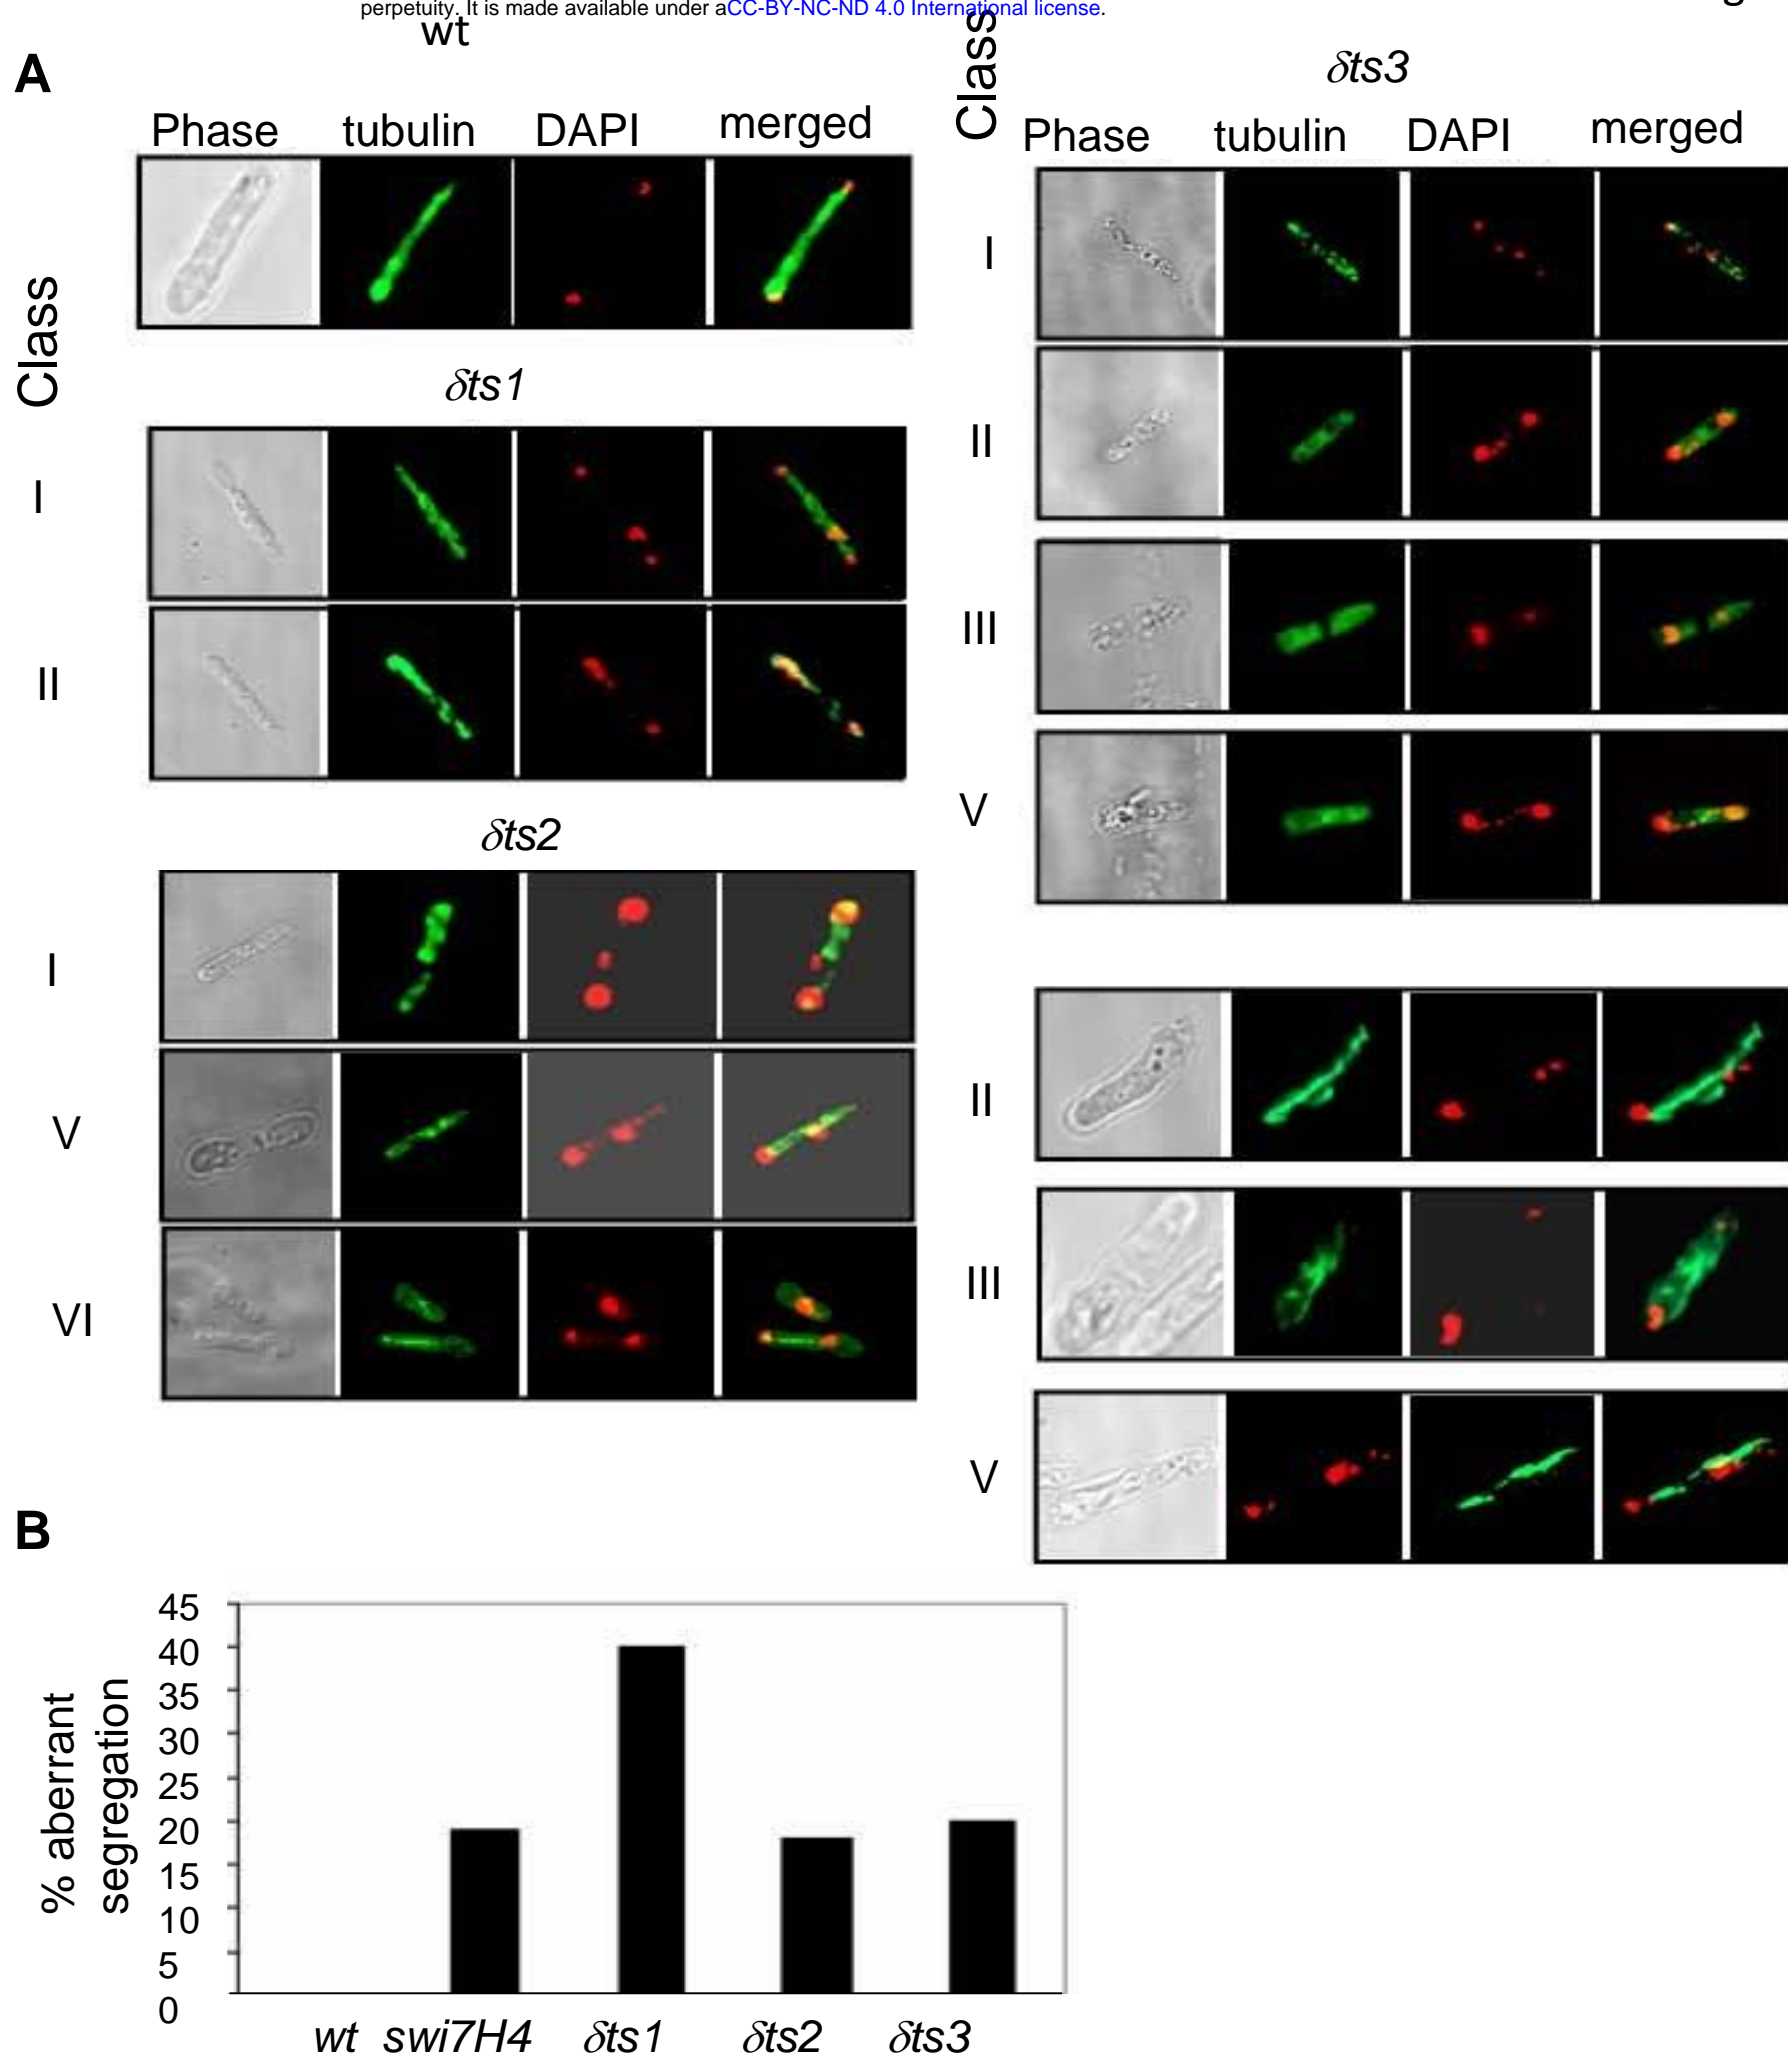 perpetuity. It is made available under aCC-BY-NC-ND 4.0 International license.
wt
A
Phase tubulin DAPI merged
Class
δts1
I
II
δts2
I
V
VI
Class
δts3
Phase tubulin DAPI merged
I
II
III
V
II
III
V
B
% aberrant
segregation
45
40
35
30
25
20
15
10
5
0
wt swi7H4 δts1 δts2 δts3